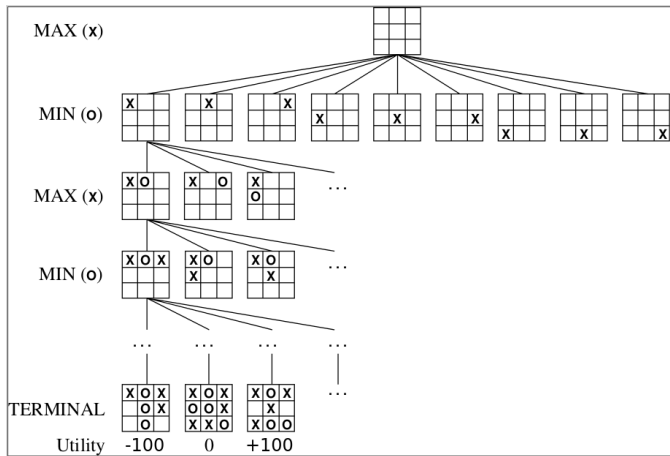 MAX (X)
X X X X X X X X X
MIN (O)
X O X O X
O
...
MAX (X)
X O X X O X O
X X
...
MIN (O)
... ... ... ...
X O X X O X X O X
O X O O X X
O X X O X O O
...
TERMINAL
Utility -100 0 +100